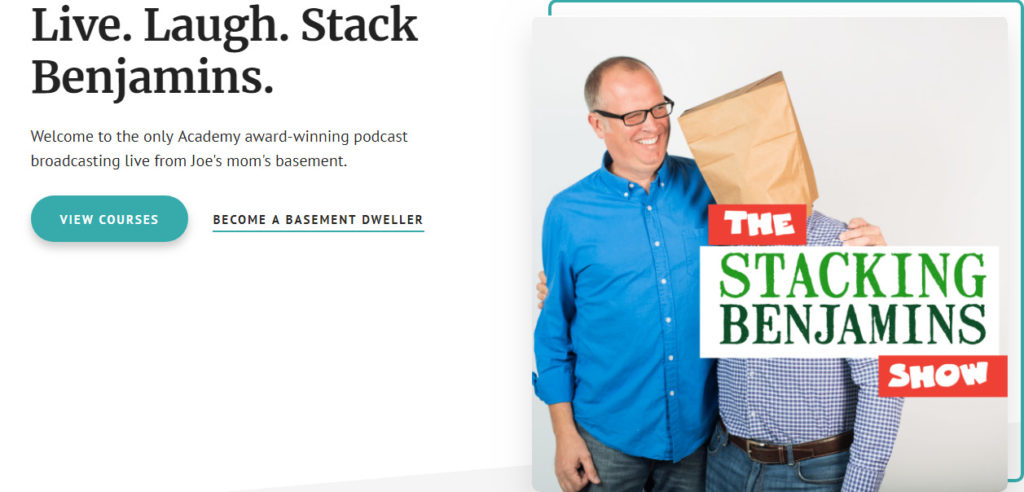 Live. Laugh. Stack
Benjamins.
Welcome to the only Academy award-winning podcast
broadcasting live from Joe's mom's basement.
VIEW COURSES
BECOME A BASEMENT DWELLER
THE
STACKING
BENJAMINS
SHOW